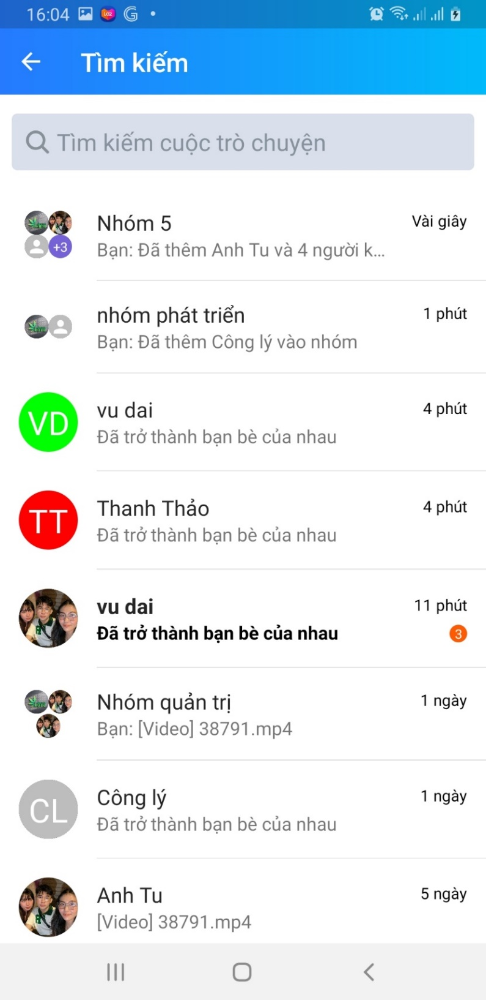 16:04
Tìm kiếm
Tìm kiếm cuộc trò chuyện
Nhóm 5
Vài giây
+3
Bạn: Đã thêm Anh Tu và 4 người k...
nhóm phát triển
1 phút
Bạn: Đã thêm Công lý vào nhóm
VD
vu dai
4 phút
Đã trở thành bạn bè của nhau
TT
Thanh Thảo
4 phút
Đã trở thành bạn bè của nhau
vu dai
11 phút
Đã trở thành bạn bè của nhau
3
Nhóm quản trị
1 ngày
Bạn: [Video] 38791.mp4
CL
Công lý
1 ngày
Đã trở thành bạn bè của nhau
Anh Tu
5 ngày
[Video] 38791.mp4